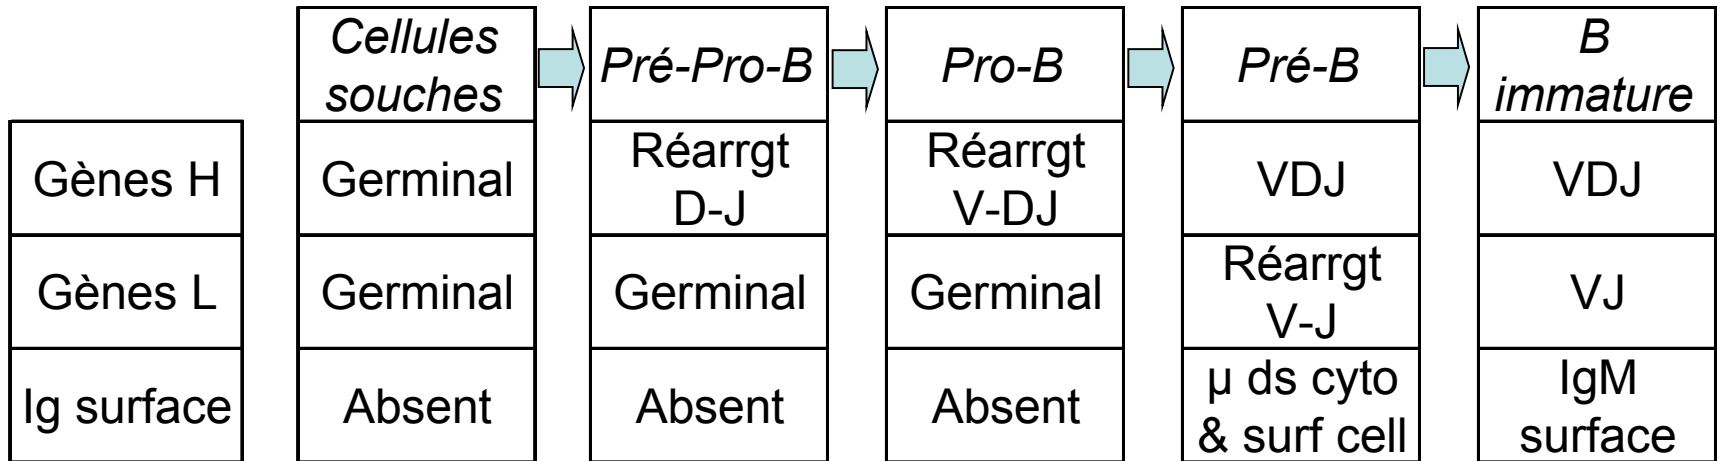 Cellules
souches
Pré-Pro-B
Pro-B
Pré-B
B
immature
Gènes H
Germinal
Réarrgt
D-J
Réarrgt
V-DJ
VDJ
VDJ
Gènes L
Germinal
Germinal
Germinal
Réarrgt
V-J
VJ
Ig surface
Absent
Absent
Absent
µ ds cyto
& surf cell
IgM
surface